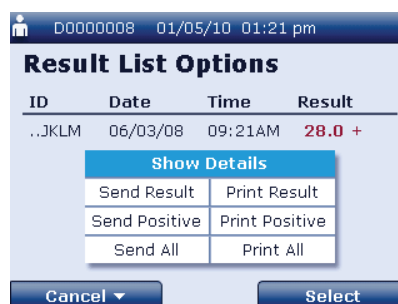 D0000008 01/05/10 01:21 pm
Result List Options
ID Date Time Result
..JKLM 06/03/08 09:21AM 28.0 +
Show Details
Send Result Print Result
Send Positive Print Positive
Send All Print All
Cancel Select